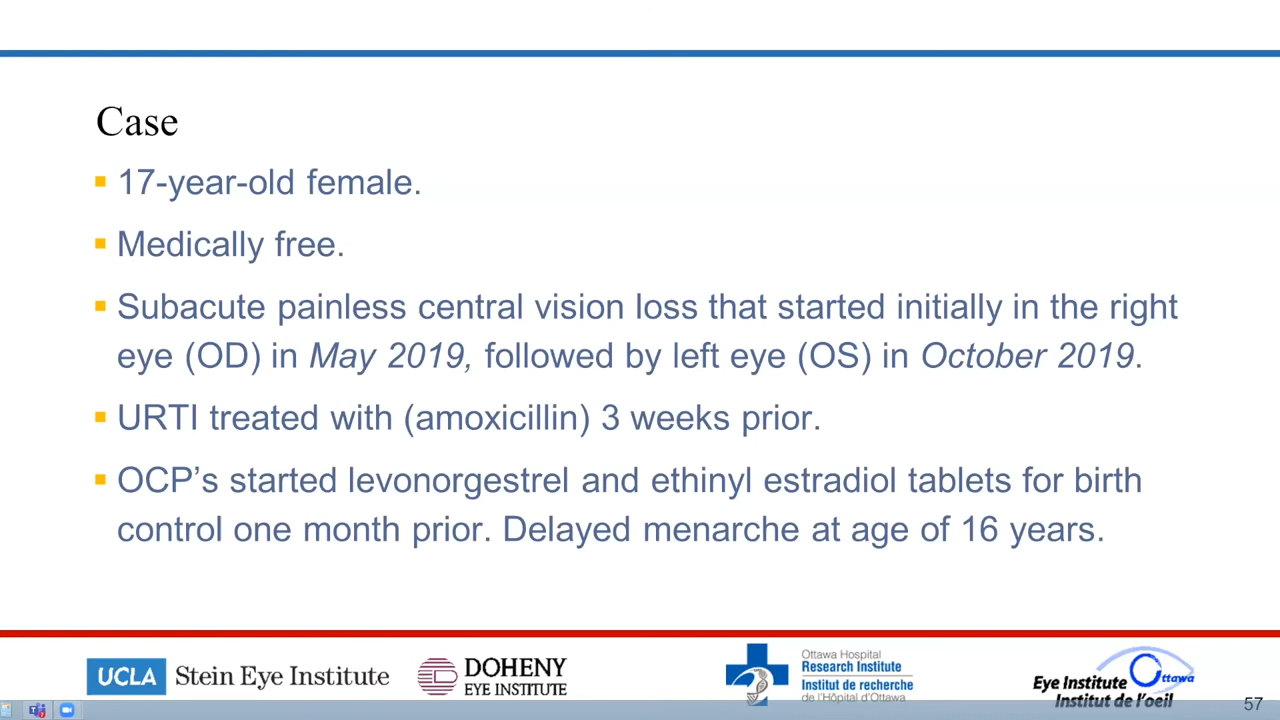 Case
17-year-old female.
Medically free.
Subacute painless central vision loss that started initially in the right
eye (OD) in May 2019, followed by left eye (OS) in October 2019.
URTI treated with (amoxicillin) 3 weeks prior.
OCP’s started levonorgestrel and ethinyl estradiol tablets for birth
control one month prior. Delayed menarche at age of 16 years.
UCLA Stein Eye Institute
DOHENY
EYE INSTITUTE
Ottawa Hospital
Research Institute
Institut de recherche
de l'Hôpital d'Ottawa
Eye Institute Ottawa
Institut de l'oeil
57